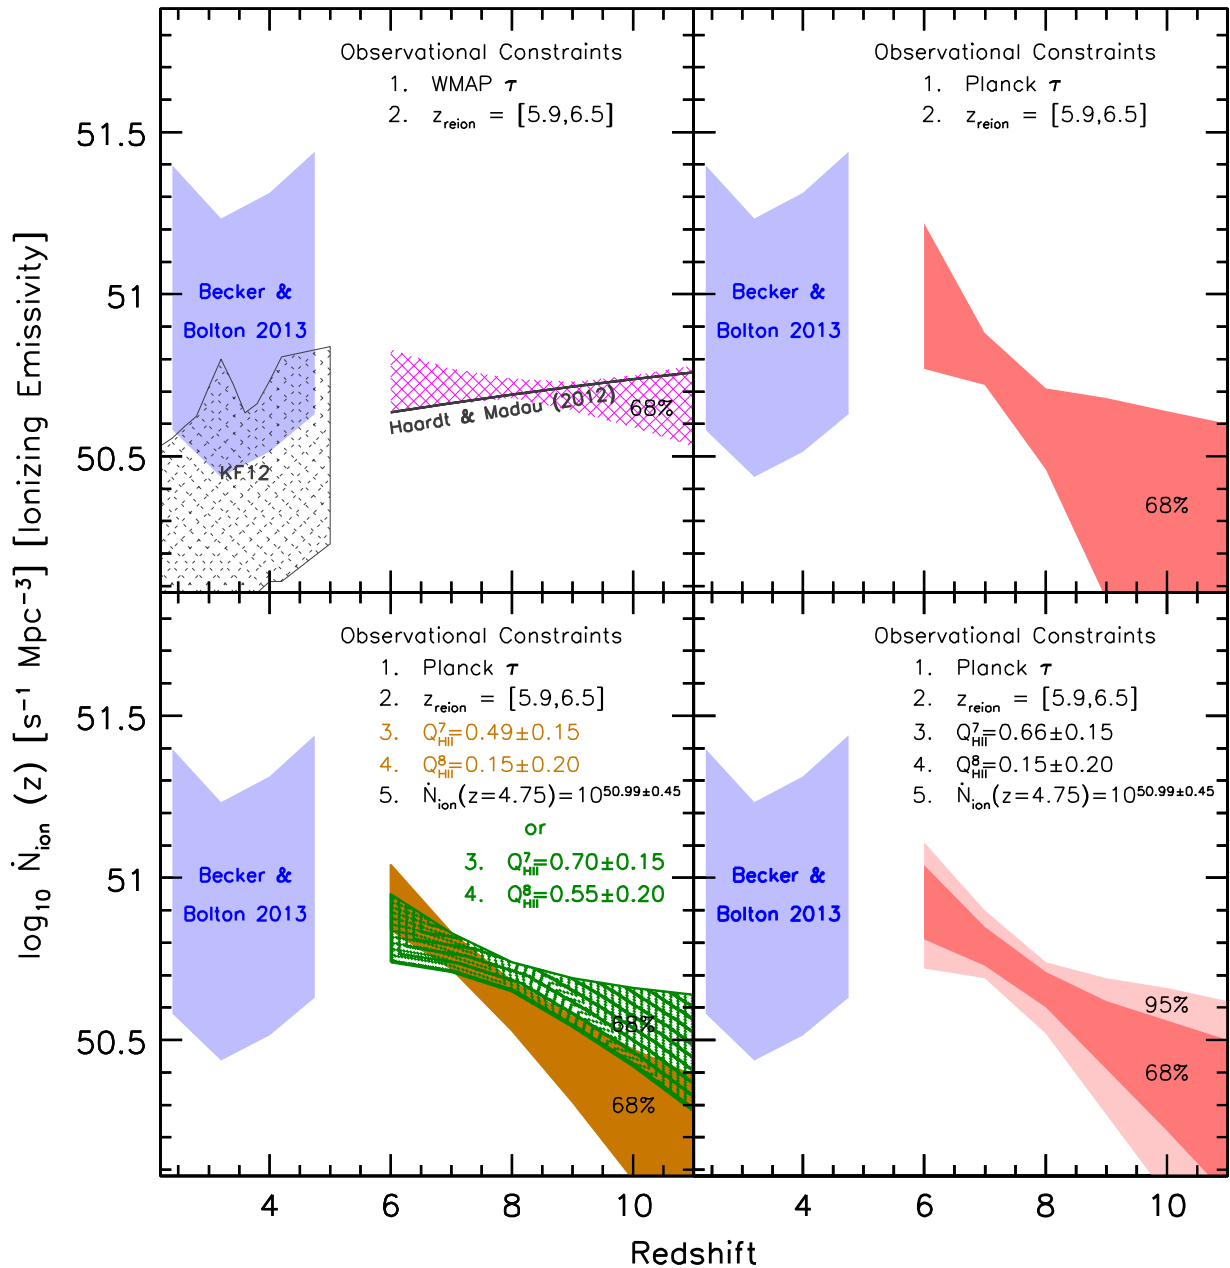 log₁₀ Ṅᵢₒₙ (z) [s⁻¹ Mpc⁻³] [Ionizing Emissivity]
Observational Constraints
1. WMAP τ
2. z_reion = [5.9,6.5]
51.5
51
50.5
Becker &
Bolton 2013
KF12
Haardt & Madau (2012)
68%
Observational Constraints
1. Planck τ
2. z_reion = [5.9,6.5]
Becker &
Bolton 2013
68%
Observational Constraints
1. Planck τ
2. z_reion = [5.9,6.5]
3. Q⁷_HII=0.49±0.15
4. Q⁸_HII=0.15±0.20
5. Ṅ_ion(z=4.75)=10^50.99±0.45
or
3. Q⁷_HII=0.70±0.15
4. Q⁸_HII=0.55±0.20
51.5
51
50.5
Becker &
Bolton 2013
68%
68%
4 6 8 10
Observational Constraints
1. Planck τ
2. z_reion = [5.9,6.5]
3. Q⁷_HII=0.66±0.15
4. Q⁸_HII=0.15±0.20
5. Ṅ_ion(z=4.75)=10^50.99±0.45
Becker &
Bolton 2013
95%
68%
4 6 8 10
Redshift